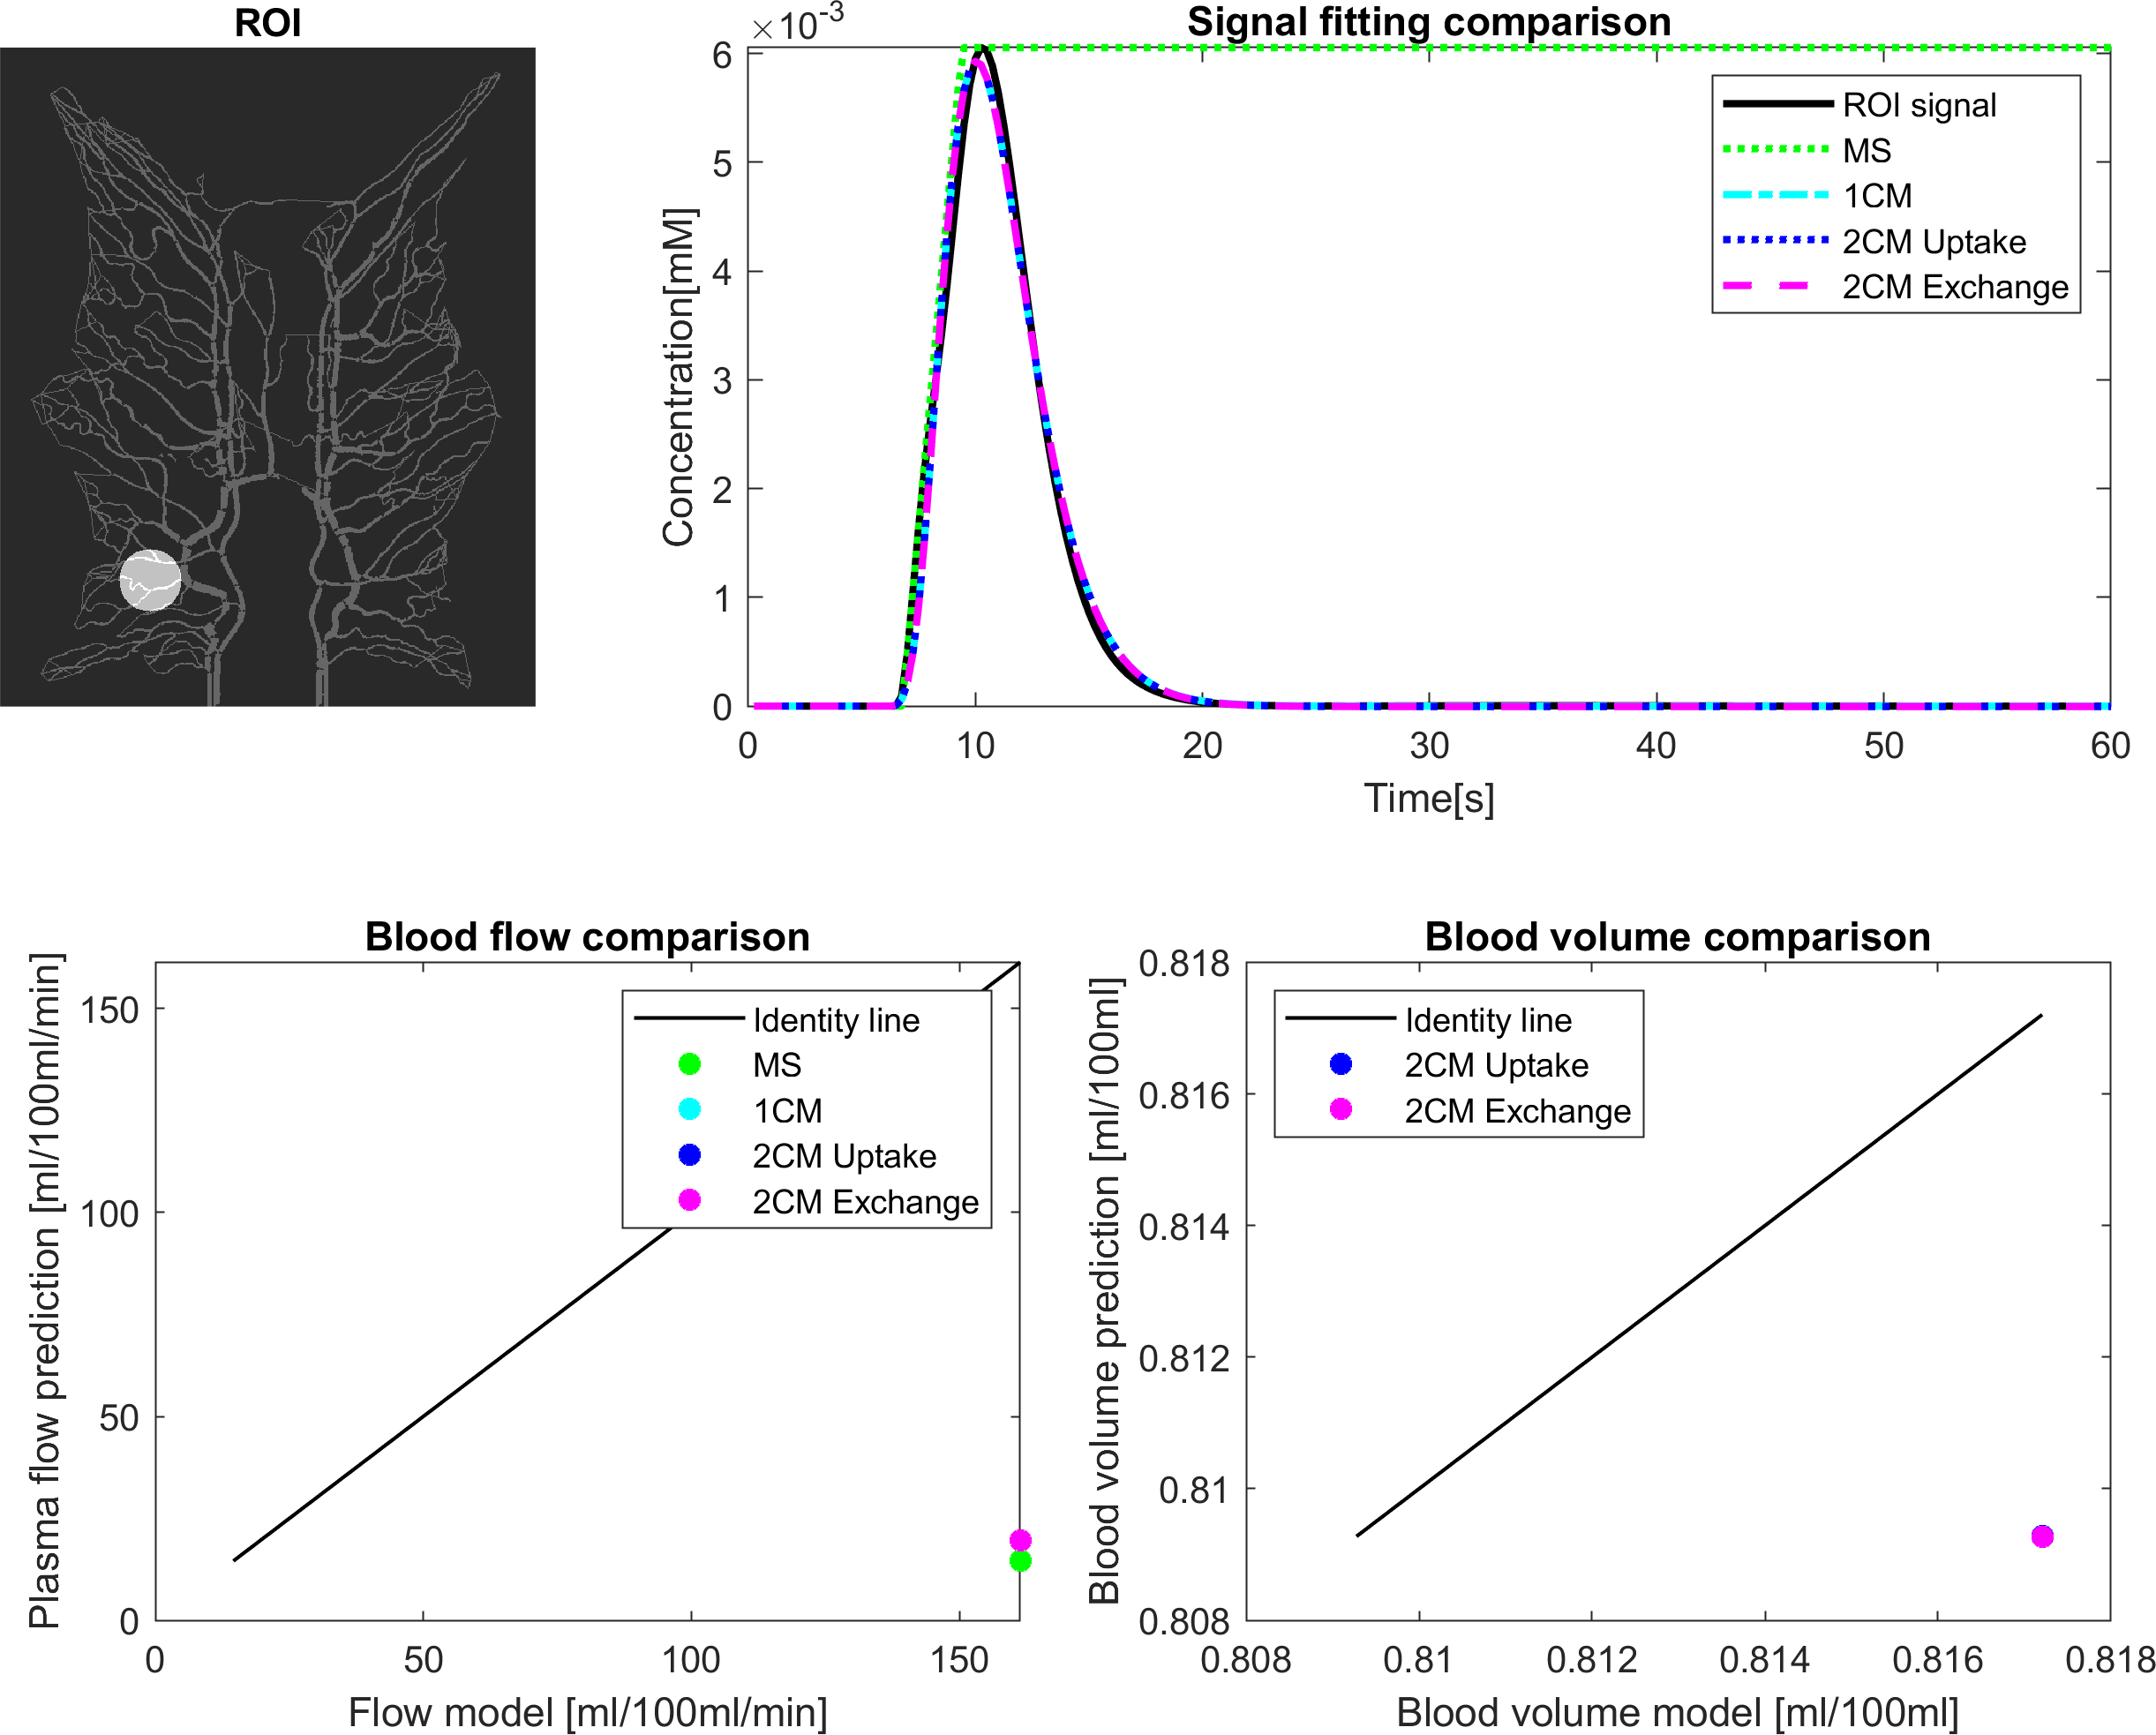 ROI
Signal fitting comparison
×10-3
6
5
4
3
2
1
0
Concentration[mM]
0 10 20 30 40 50 60
Time[s]
ROI signal
MS
1CM
2CM Uptake
2CM Exchange
Blood flow comparison
150
100
50
0
Plasma flow prediction [ml/100ml/min]
0 50 100 150
Flow model [ml/100ml/min]
Identity line
MS
1CM
2CM Uptake
2CM Exchange
Blood volume comparison
0.818
0.816
0.814
0.812
0.81
0.808
Blood volume prediction [ml/100ml]
0.808 0.81 0.812 0.814 0.816 0.818
Blood volume model [ml/100ml]
Identity line
2CM Uptake
2CM Exchange